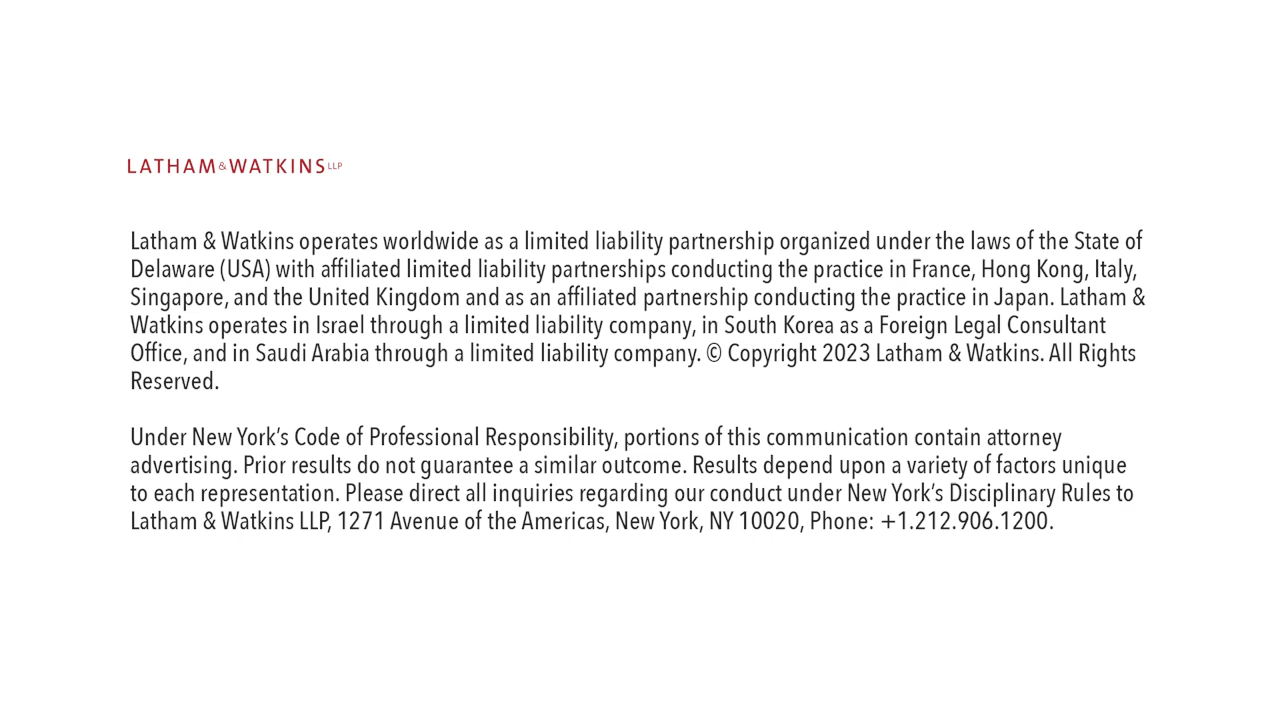 LATHAM&WATKINS LLP
Latham & Watkins operates worldwide as a limited liability partnership organized under the laws of the State of
Delaware (USA) with affiliated limited liability partnerships conducting the practice in France, Hong Kong, Italy,
Singapore, and the United Kingdom and as an affiliated partnership conducting the practice in Japan. Latham &
Watkins operates in Israel through a limited liability company, in South Korea as a Foreign Legal Consultant
Office, and in Saudi Arabia through a limited liability company. © Copyright 2023 Latham & Watkins. All Rights
Reserved.
Under New York’s Code of Professional Responsibility, portions of this communication contain attorney
advertising. Prior results do not guarantee a similar outcome. Results depend upon a variety of factors unique
to each representation. Please direct all inquiries regarding our conduct under New York’s Disciplinary Rules to
Latham & Watkins LLP, 1271 Avenue of the Americas, New York, NY 10020, Phone: +1.212.906.1200.